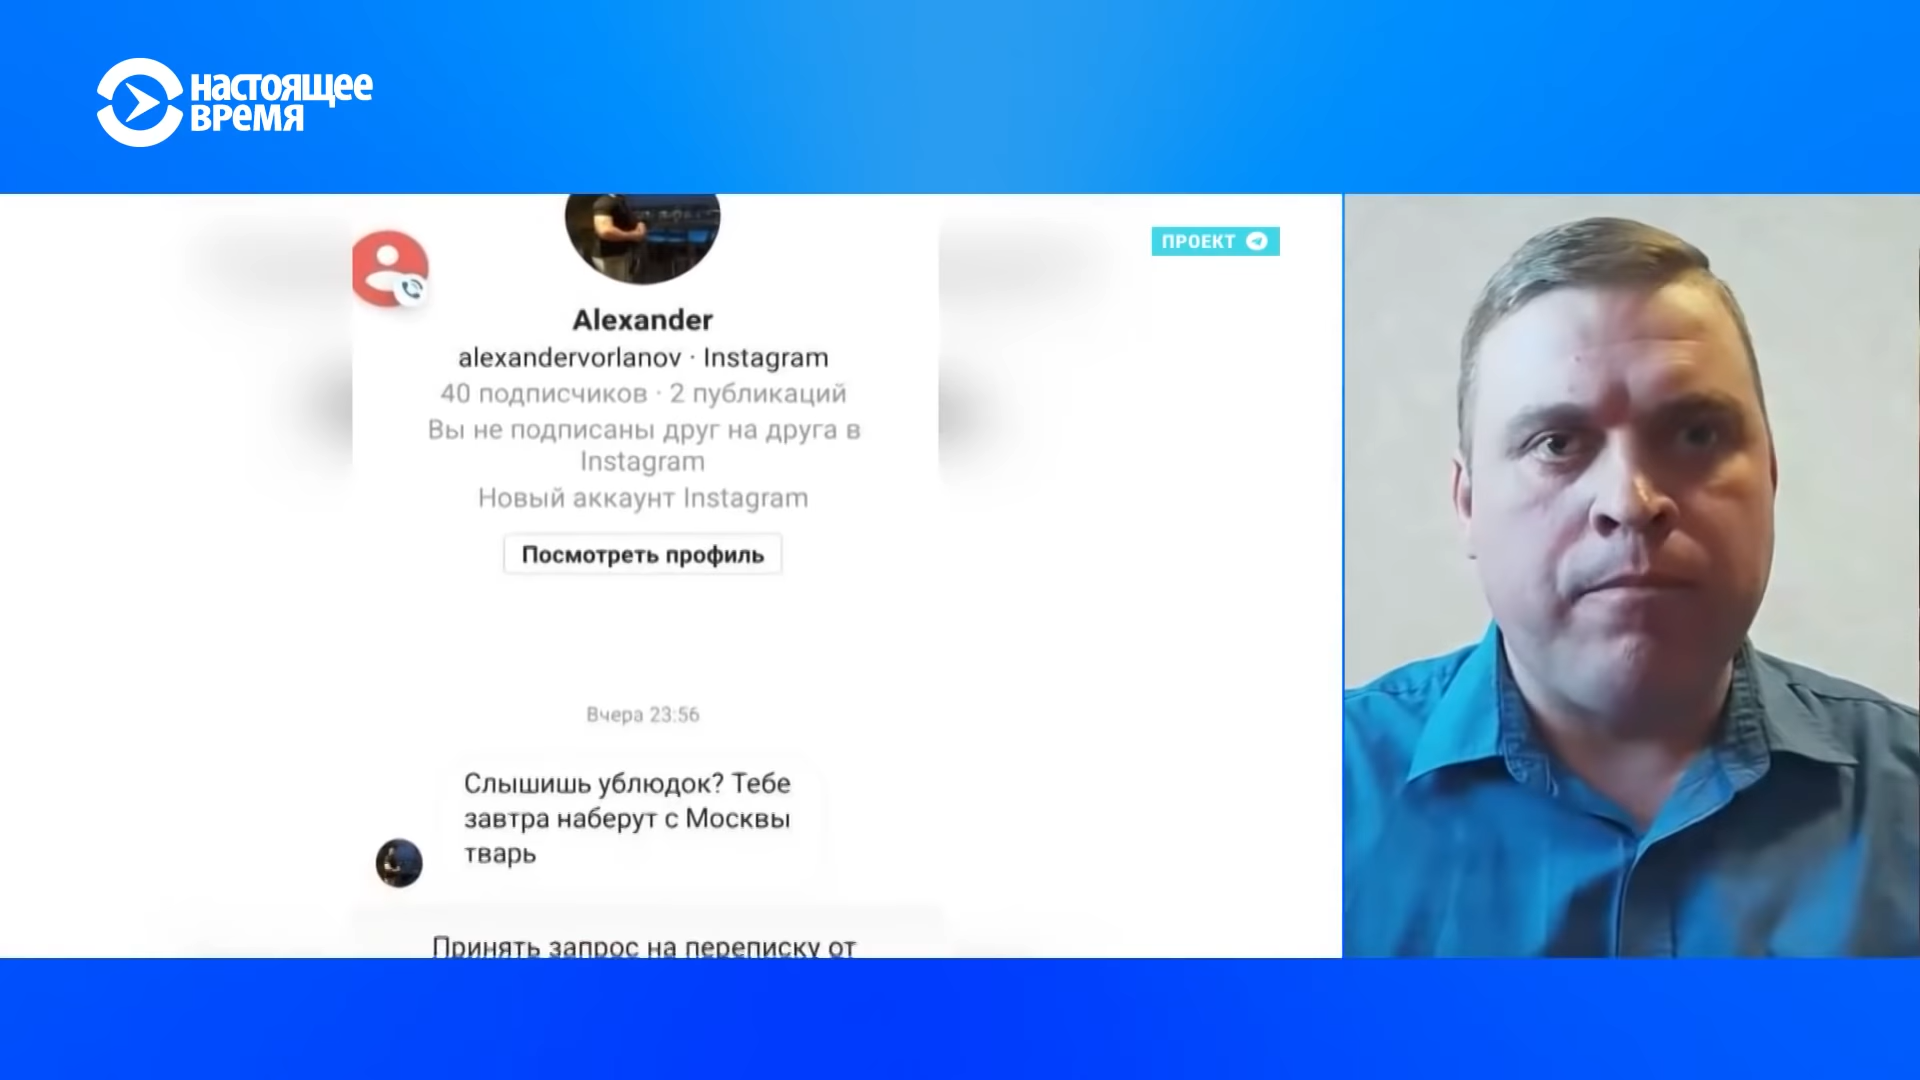 НАСТОЯЩЕЕ
ВРЕМЯ
ПРОЕКТ
Alexander
alexandervorlanov · Instagram
40 подписчиков · 2 публикаций
Вы не подписаны друг на друга в
Instagram
Новый аккаунт Instagram
Посмотреть профиль
Вчера 23:56
Слышишь ублюдок? Тебе
завтра наберут с Москвы
тварь
Принять запрос на переписку от